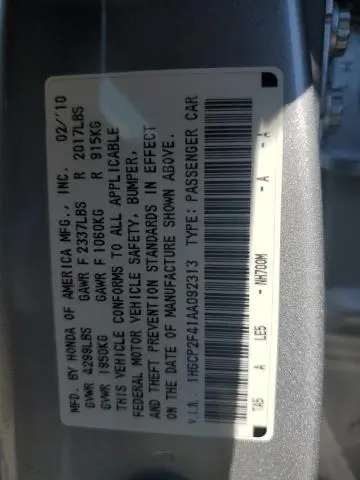 MFD. BY HONDA OF AMERICA MFG., INC. 02/'10
GVWR 4299LBS GAWR F 2337LBS R 2017LBS
GVWR 1950KG GAWR F 1060KG R 915KG
THIS VEHICLE CONFORMS TO ALL APPLICABLE
FEDERAL MOTOR VEHICLE SAFETY, BUMPER,
AND THEFT PREVENTION STANDARDS IN EFFECT
ON THE DATE OF MANUFACTURE SHOWN ABOVE.
V.I.N. 1HGCP2F41AA092313 TYPE: PASSENGER CAR
TA5 A LE5 - NH700M - A - A